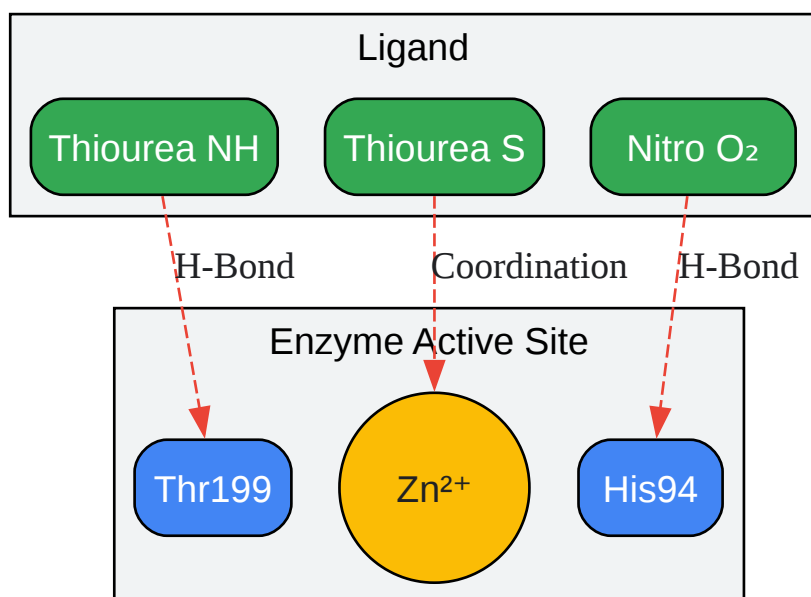 Ligand
Thiourea NH
Thiourea S
Nitro O₂
H-Bond
Coordination
H-Bond
Enzyme Active Site
Thr199
Zn²⁺
His94